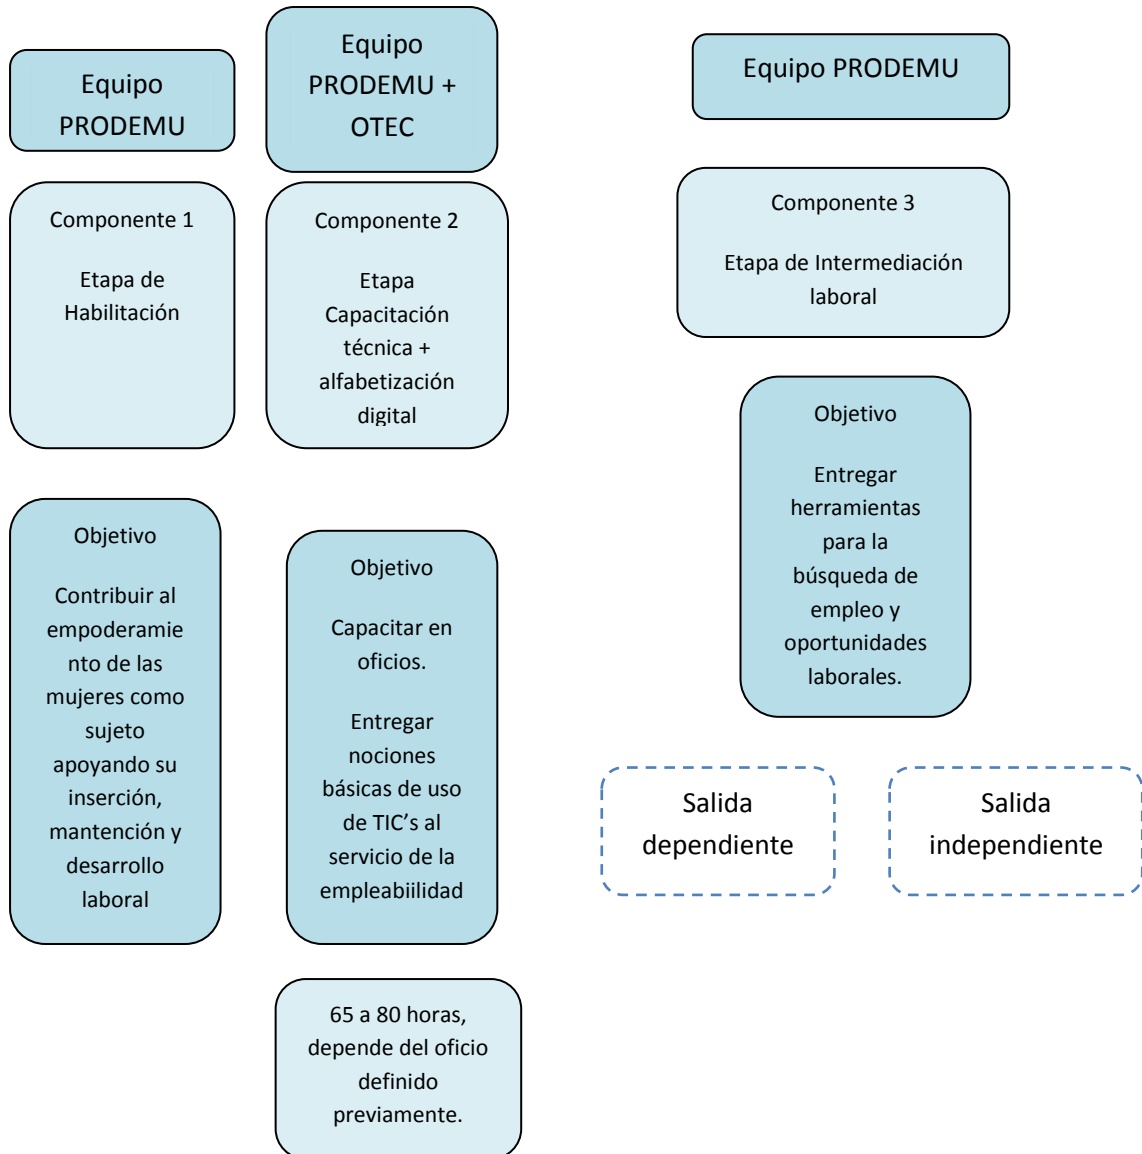 Equipo
PRODEMU
Equipo
PRODEMU +
OTEC
Equipo PRODEMU
Componente 1
Etapa de
Habilitación
Componente 2
Etapa
Capacitación
técnica +
alfabetización
digital
Componente 3
Etapa de Intermediación
laboral
Objetivo
Contribuir al
empoderamie
nto de las
mujeres como
sujeto
apoyando su
inserción,
mantención y
desarrollo
laboral
Objetivo
Capacitar en
oficios.
Entregar
nociones
básicas de uso
de TIC’s al
servicio de la
empleabiilidad
Objetivo
Entregar
herramientas
para la
búsqueda de
empleo y
oportunidades
laborales.
Salida
dependiente
Salida
independiente
65 a 80 horas,
depende del oficio
definido
previamente.